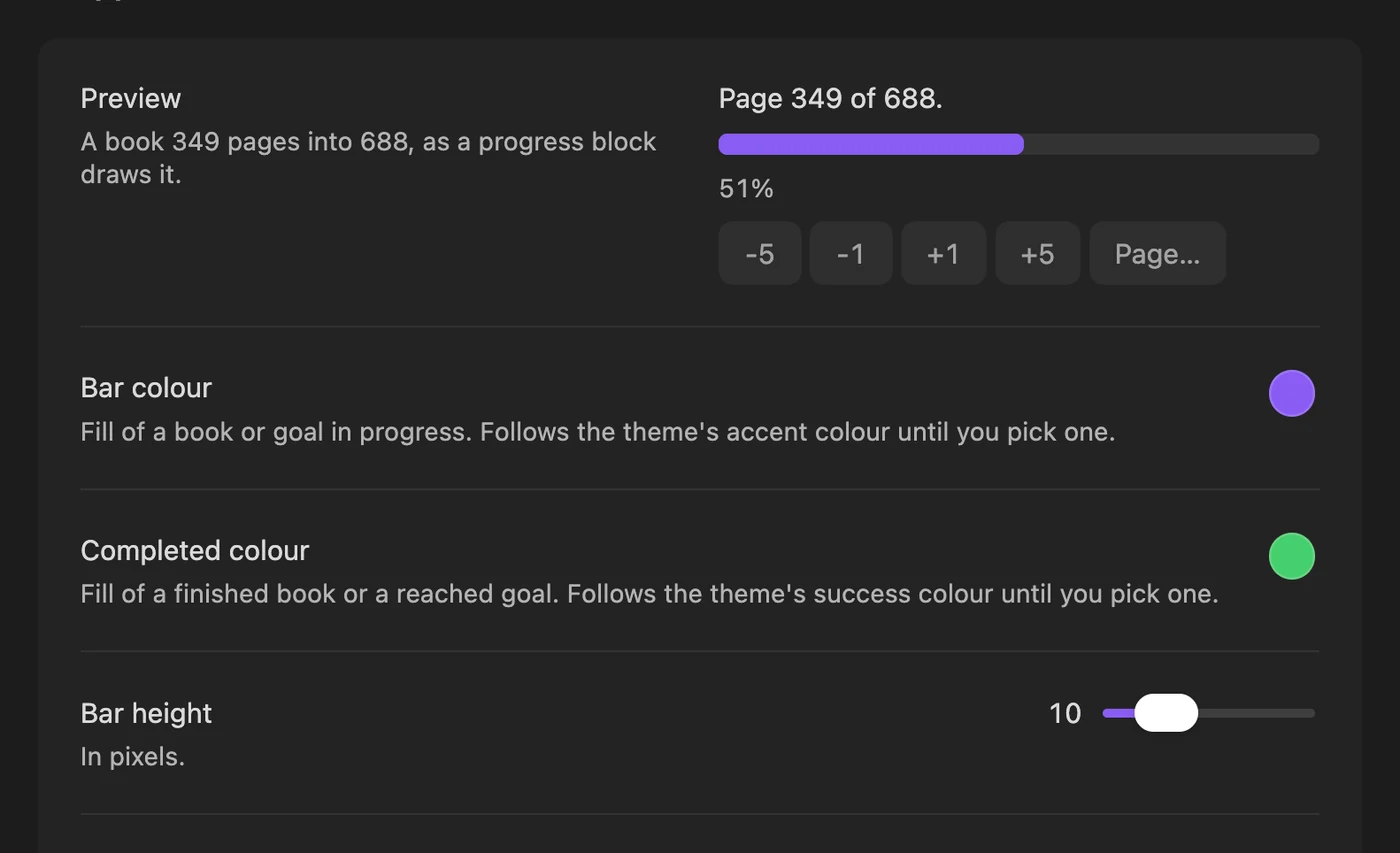 Preview
A book 349 pages into 688, as a progress block
draws it.
Page 349 of 688.
51%
-5 -1 +1 +5 Page...
Bar colour
Fill of a book or goal in progress. Follows the theme's accent colour until you pick one.
Completed colour
Fill of a finished book or a reached goal. Follows the theme's success colour until you pick one.
Bar height
10
In pixels.